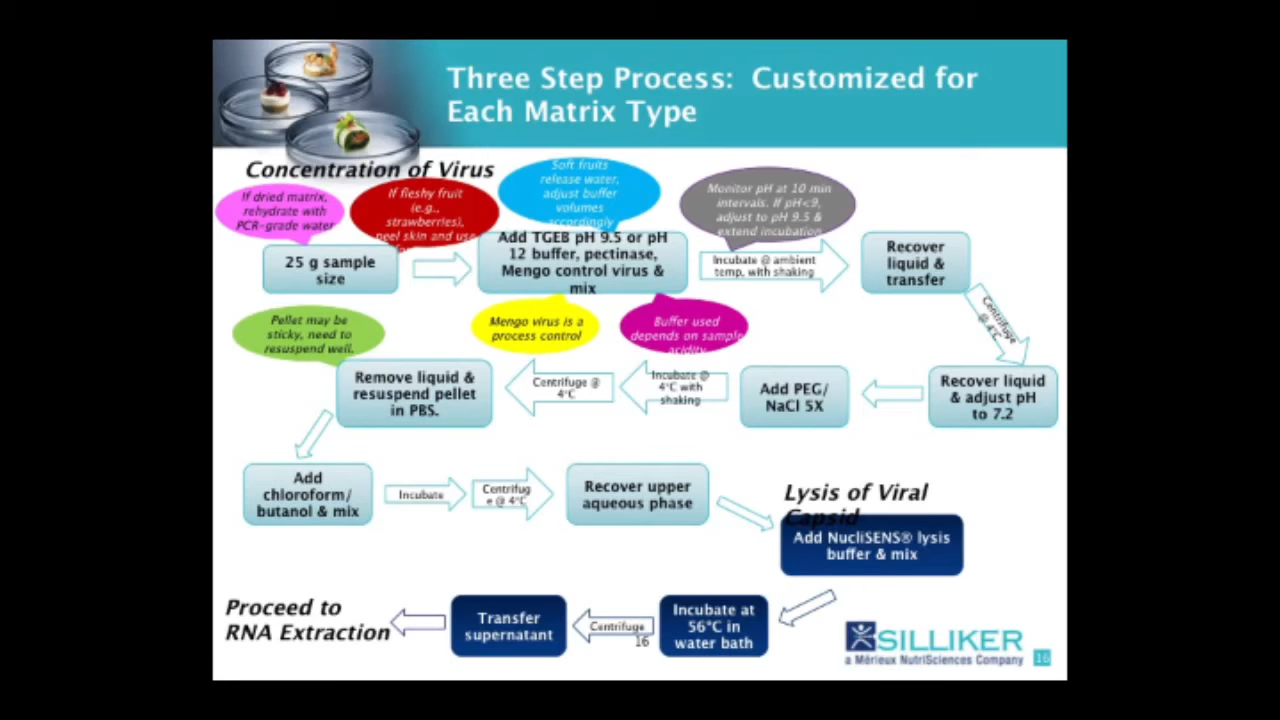 Three Step Process: Customized for
Each Matrix Type
Concentration of Virus
If dried matrix,
rehydrate with
PCR-grade water
If fleshy fruit
(e.g.,
strawberries),
peel skin and use
Soft fruits
release water,
adjust buffer
volumes
accordingly
Monitor pH at 10 min
intervals. If pH<9,
adjust to pH 9.5 &
extend incubation
25 g sample
size
Add TGEB pH 9.5 or pH
12 buffer, pectinase,
Mengo control virus &
mix
Incubate @ ambient
temp, with shaking
Recover
liquid &
transfer
Centrifuge
@ 4°C
Pellet may be
sticky, need to
resuspend well.
Mengo virus is a
process control
Buffer used
depends on sample
acidity
Remove liquid &
resuspend pellet
in PBS.
Centrifuge @
4°C
Incubate @
4°C with
shaking
Add PEG/
NaCl 5X
Recover liquid
& adjust pH
to 7.2
Add
chloroform/
butanol & mix
Incubate
Centrifug
e @ 4°C
Recover upper
aqueous phase
Lysis of Viral
Capsid
Add NucliSENS® lysis
buffer & mix
Proceed to
RNA Extraction
Transfer
supernatant
Centrifuge
16
Incubate at
56°C in
water bath
SILLIKER
a Mérieux NutriSciences Company
16